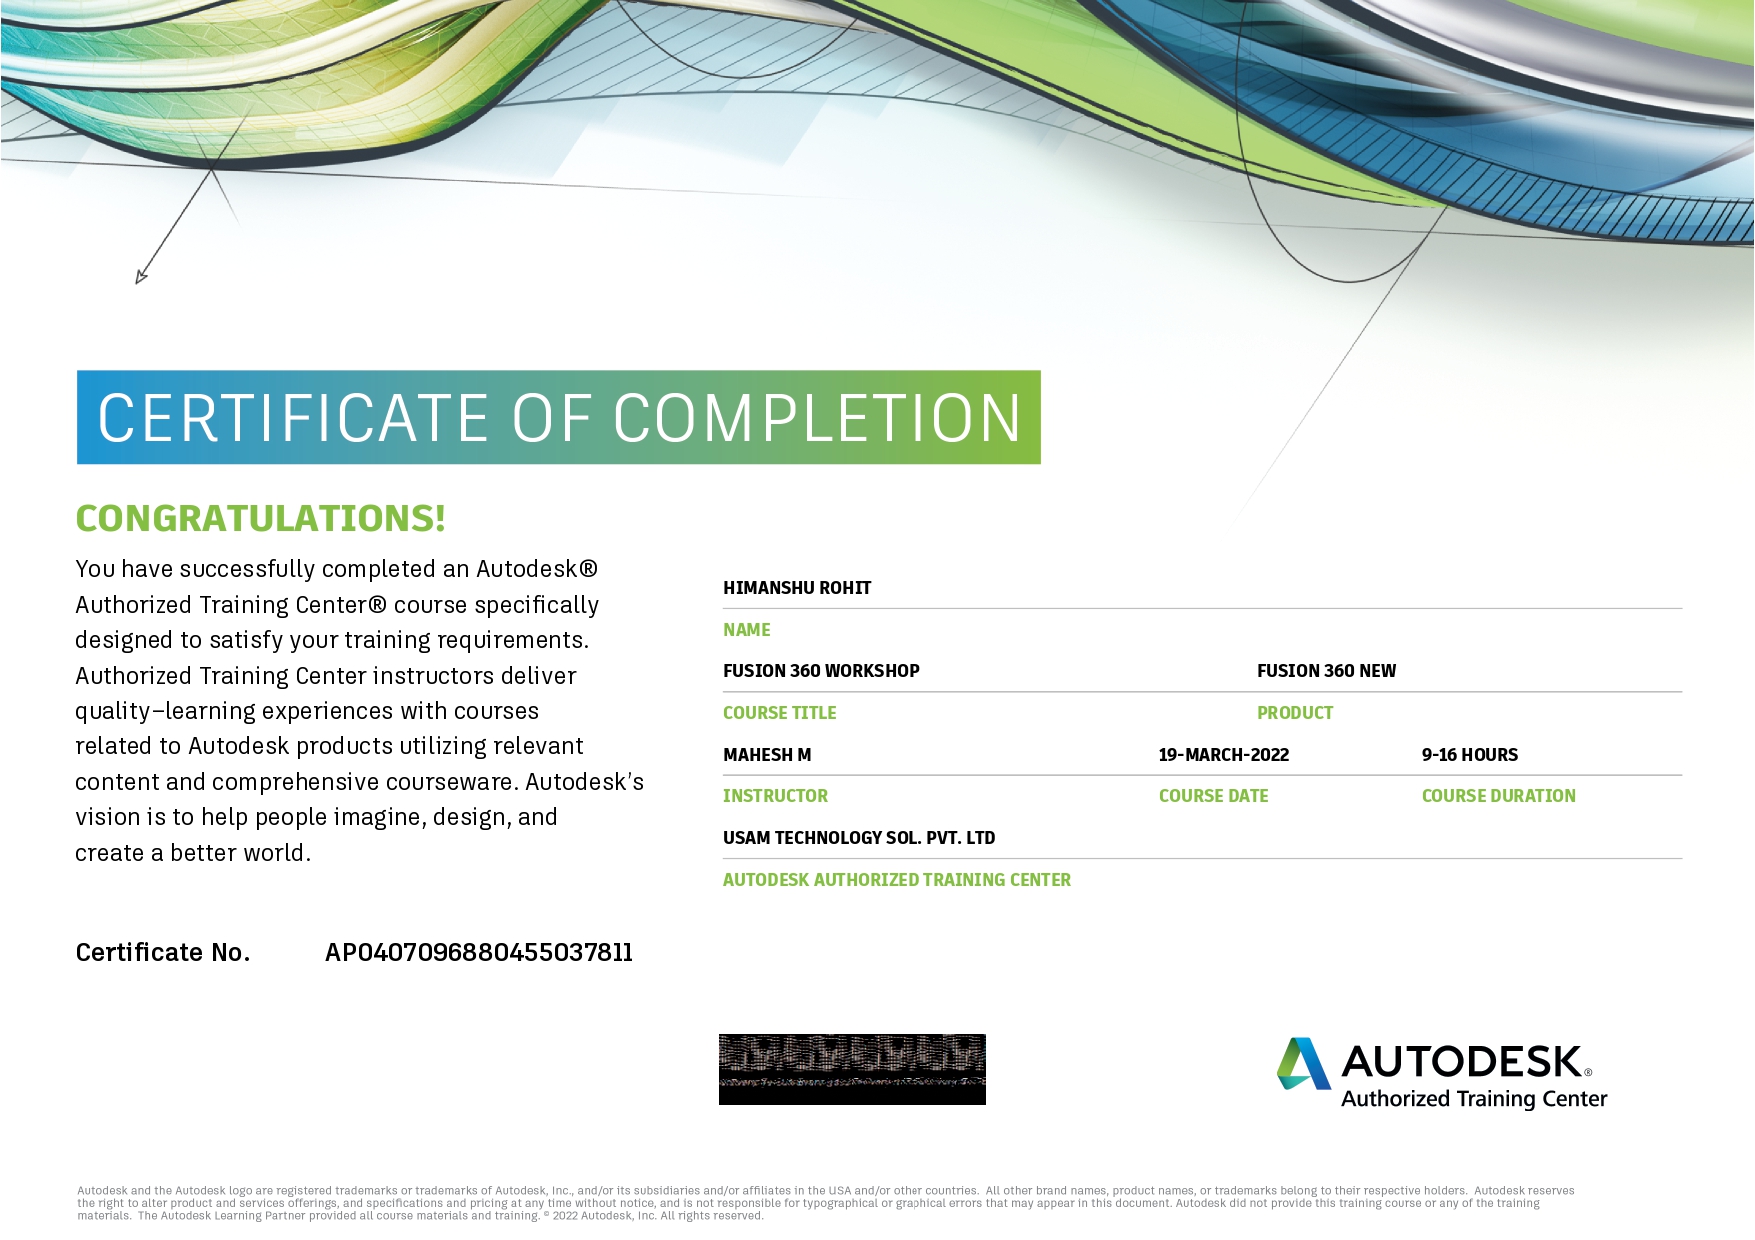 CERTIFICATE OF COMPLETION
CONGRATULATIONS!
You have successfully completed an Autodesk®
Authorized Training Center® course specifically
designed to satisfy your training requirements.
Authorized Training Center instructors deliver
quality–learning experiences with courses
related to Autodesk products utilizing relevant
content and comprehensive courseware. Autodesk's
vision is to help people imagine, design, and
create a better world.
Certificate No. AP0407096880455037811
HIMANSHU ROHIT
NAME
FUSION 360 WORKSHOP FUSION 360 NEW
COURSE TITLE PRODUCT
MAHESH M 19-MARCH-2022 9-16 HOURS
INSTRUCTOR COURSE DATE COURSE DURATION
USAM TECHNOLOGY SOL. PVT. LTD
AUTODESK AUTHORIZED TRAINING CENTER
AUTODESK®
Authorized Training Center
Autodesk and the Autodesk logo are registered trademarks or trademarks of Autodesk, Inc., and/or its subsidiaries and/or affiliates in the USA and/or other countries. All other brand names, product names, or trademarks belong to their respective holders. Autodesk reserves
the right to alter product and services offerings, and specifications and pricing at any time without notice, and is not responsible for typographical or graphical errors that may appear in this document. Autodesk did not provide this training course or any of the training
materials. The Autodesk Learning Partner provided all course materials and training. © 2022 Autodesk, Inc. All rights reserved.